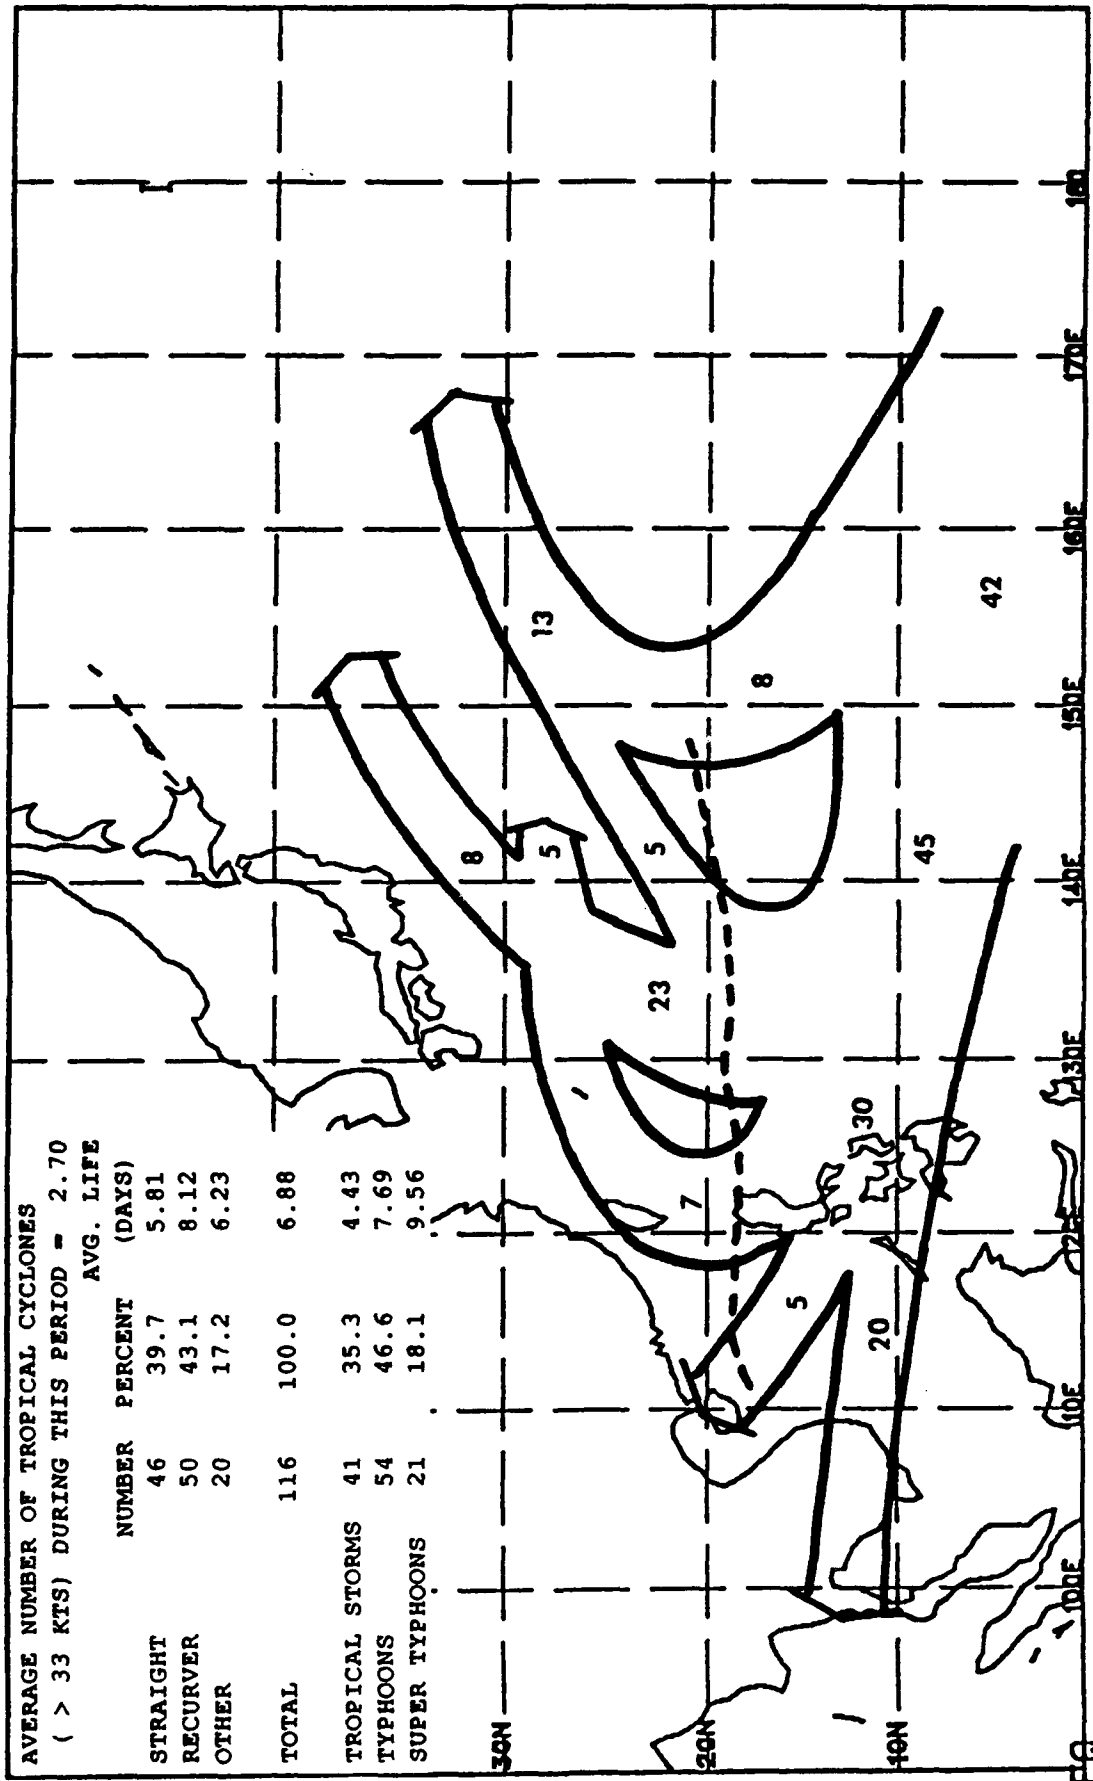 AVERAGE NUMBER OF TROPICAL CYCLONES
( > 33 KTS) DURING THIS PERIOD = 2.70
AVG. LIFE
NUMBER PERCENT (DAYS)
STRAIGHT 46 39.7 5.81
RECURVER 50 43.1 8.12
OTHER 20 17.2 6.23
TOTAL 116 100.0 6.88
TROPICAL STORMS 41 35.3 4.43
TYPHOONS 54 46.6 7.69
SUPER TYPHOONS 21 18.1 9.56
30N
8
13
5
5
23
20N
7
8
5
30
45
20
10N
42
EQ
100E
110E
120E
130E
140E
150E
160E
170E
180